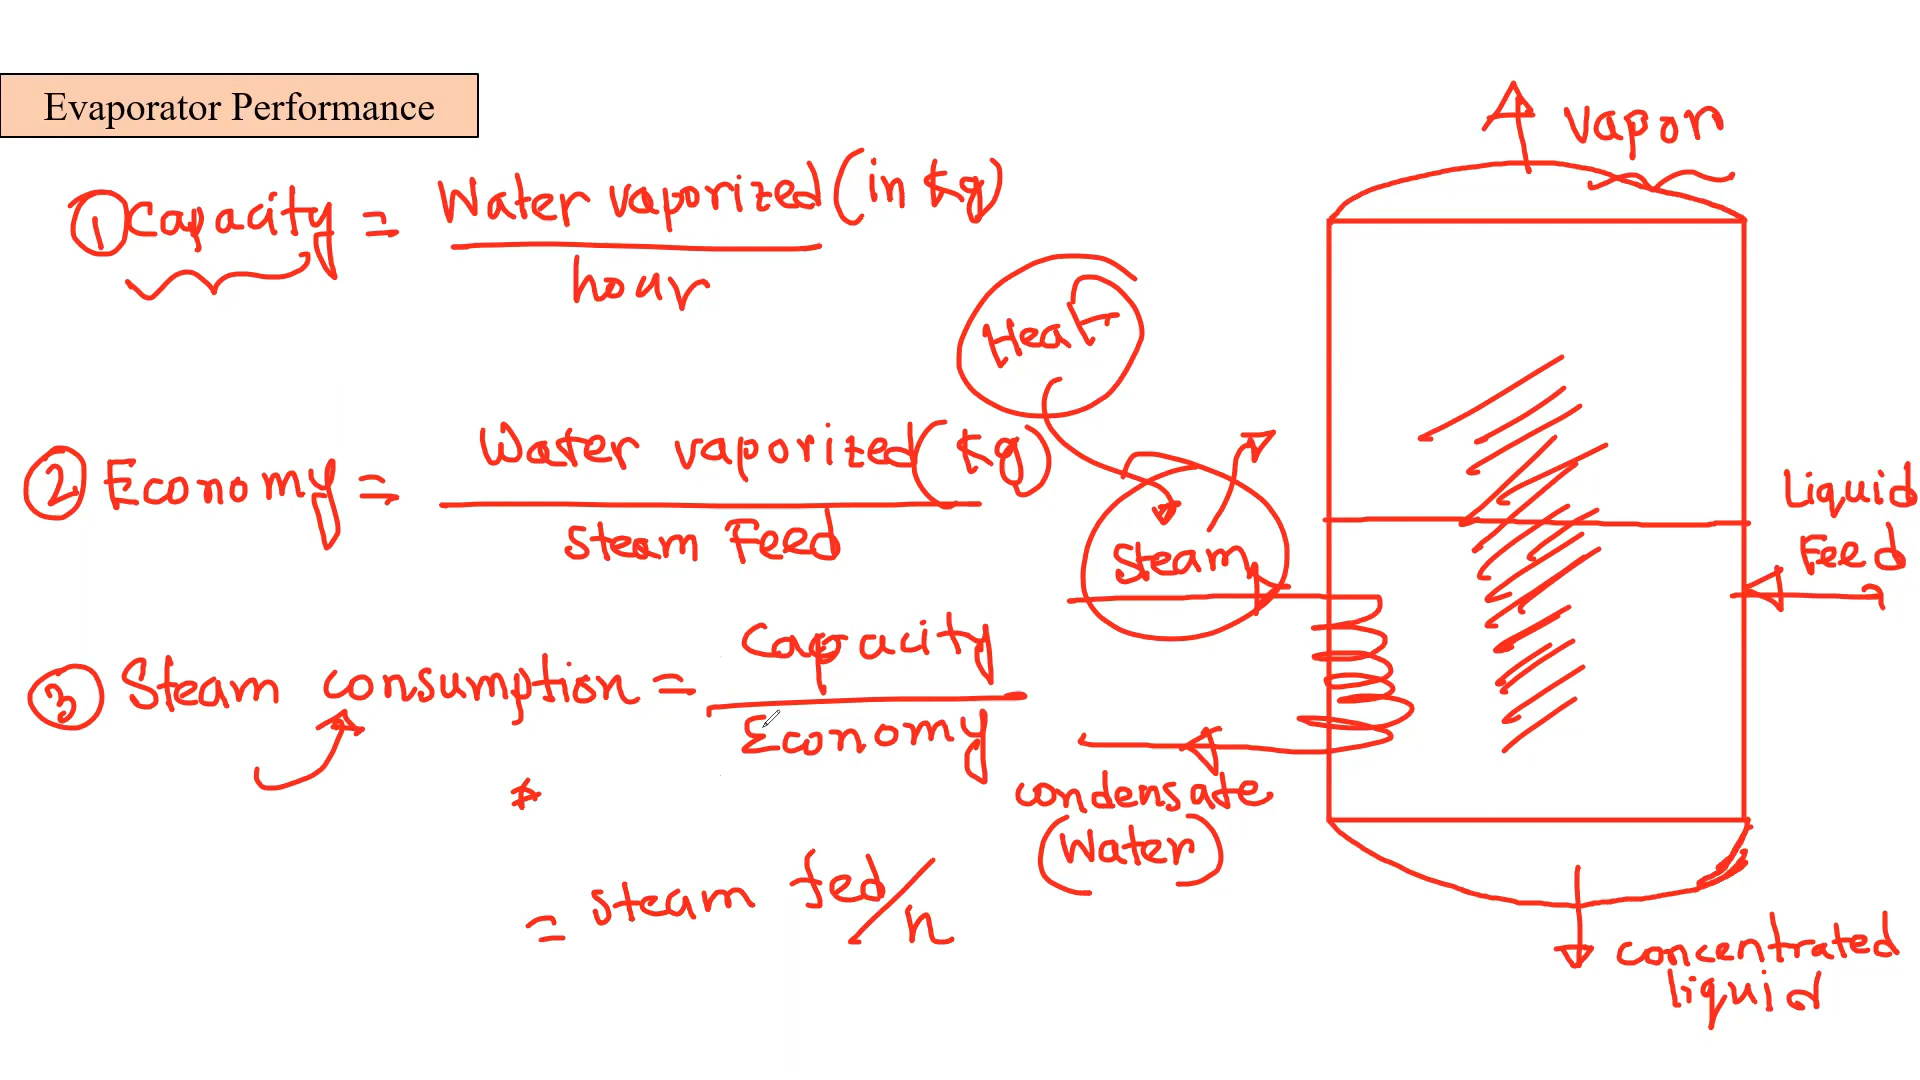 Evaporator Performance
① Capacity = Water vaporized (in kg) / hour
② Economy = Water vaporized (kg) / steam Feed
③ Steam consumption = Capacity / Economy
*
= steam fed/h
Heat
Steam
condensate
(Water)
Vapor
Liquid
Feed
concentrated
liquid